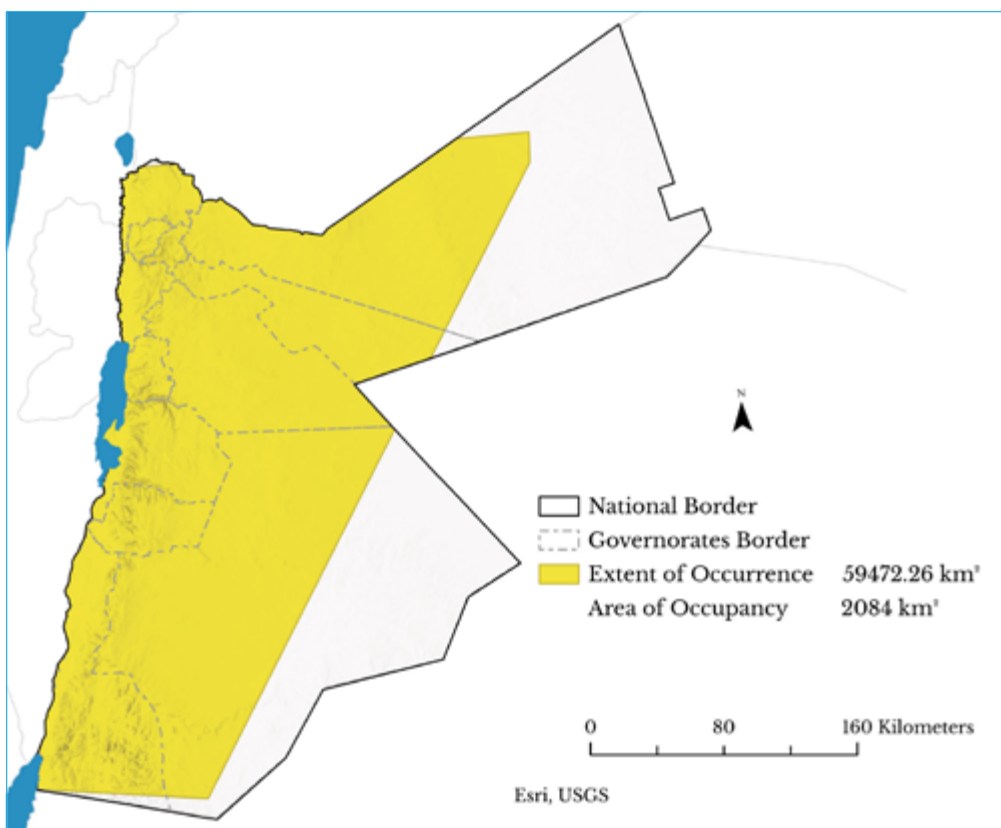 N
National Border
Governorates Border
Extent of Occurrence 59472.26 km²
Area of Occupancy 2084 km²
0 80 160 Kilometers
Esri, USGS